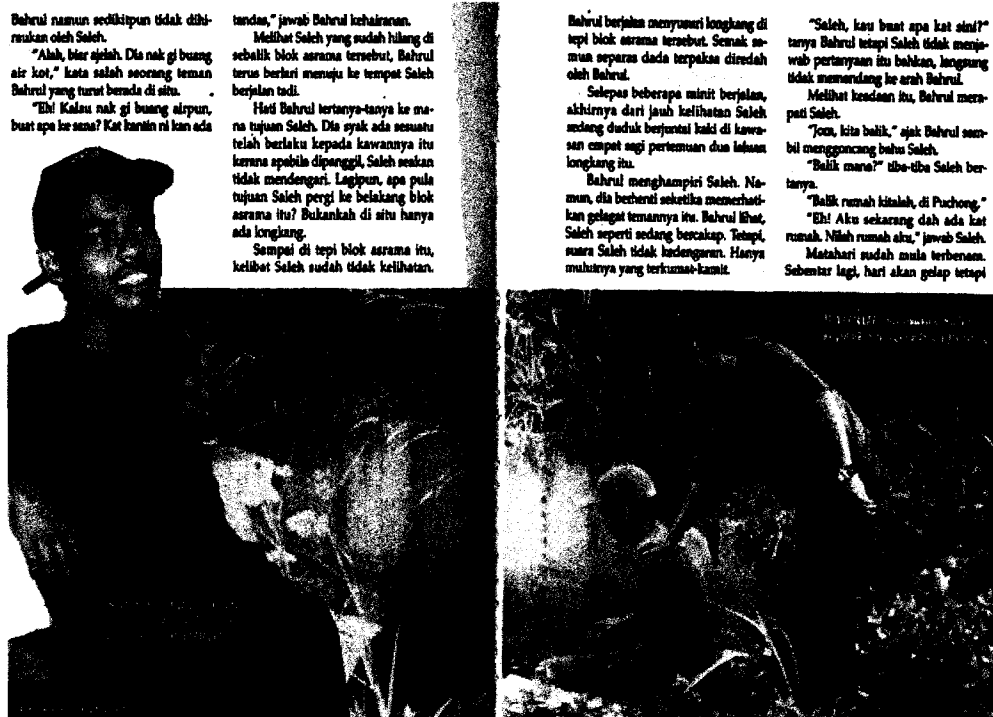 Bahrul namun sedikitpun tidak dihi-
raukan oleh Saleh.
"Alah, biar ajelah. Dia nak gi buang
air kot," kata salah seorang teman
Bahrul yang turut berada di situ.
"Eh! Kalau nak gi buang airpun,
buat apa ke sana? Kat kantin ni kan ada
tandas," jawab Bahrul kehairanan.
Melihat Saleh yang sudah hilang di
sebalik blok asrama tersebut, Bahrul
terus berlari menuju ke tempat Saleh
berjalan tadi.
Hati Bahrul tertanya-tanya ke ma-
na tujuan Saleh. Dia syak ada sesuatu
telah berlaku kepada kawannya itu
kerana apabila dipanggil, Saleh seakan
tidak mendengari. Lagipun, apa pula
tujuan Saleh pergi ke belakang blok
asrama itu? Bukankah di situ hanya
ada longkang.
Sampai di tepi blok asrama itu,
kelibat Saleh sudah tidak kelihatan.
Bahrul berjalan menyusuri longkang di
tepi blok asrama tersebut. Semak sa-
mun separas dada terpaksa diredah
oleh Bahrul.
Selepas beberapa minit berjalan,
akhirnya dari jauh kelihatan Saleh
sedang duduk berjuntai kaki di kawa-
san empat segi pertemuan dua laluan
longkang itu.
Bahrul menghampiri Saleh. Na-
mun, dia berhenti seketika memerhati-
kan gelagat temannya itu. Bahrul lihat,
Saleh seperti sedang bercakap. Tetapi,
suara Saleh tidak kedengaran. Hanya
mulutnya yang terkumat-kamit.
"Saleh, kau buat apa kat sini?"
tanya Bahrul tetapi Saleh tidak menja-
wab pertanyaan itu bahkan, langsung
tidak memandang ke arah Bahrul.
Melihat keadaan itu, Bahrul mera-
pati Saleh.
"Jom, kita balik," ajak Bahrul sam-
bil menggoncang bahu Saleh.
"Balik mana?" tiba-tiba Saleh ber-
tanya.
"Balik rumah kitalah, di Puchong."
"Eh! Aku sekarang dah ada kat
rumah. Nilah rumah aku," jawab Saleh.
Matahari sudah mula terbenam.
Sebentar lagi, hari akan gelap tetapi